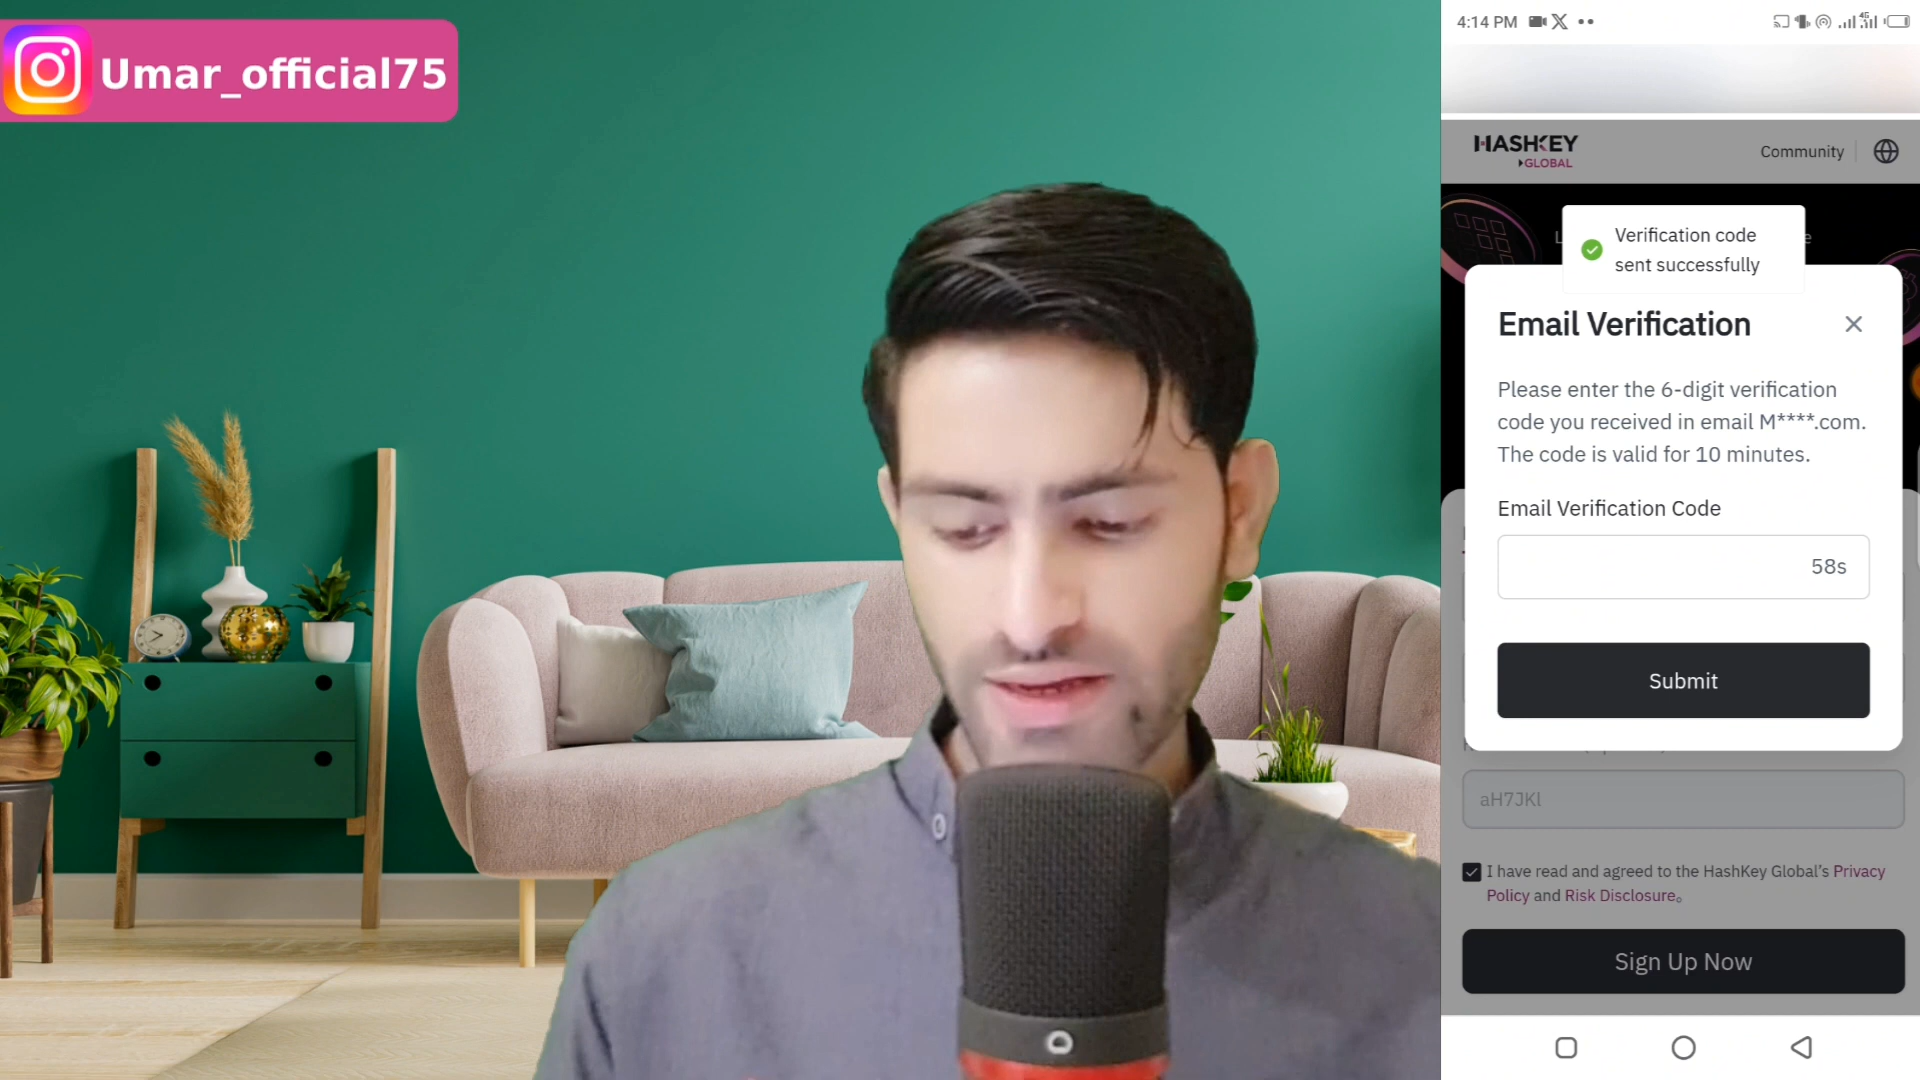 Umar_official75
4:14 PM
4G
HASHKEY
GLOBAL
Community
Verification code
sent successfully
Email Verification
Please enter the 6-digit verification
code you received in email M****.com.
The code is valid for 10 minutes.
Email Verification Code
58s
Submit
aH7JKl
I have read and agreed to the HashKey Global's Privacy
Policy and Risk Disclosure。
Sign Up Now